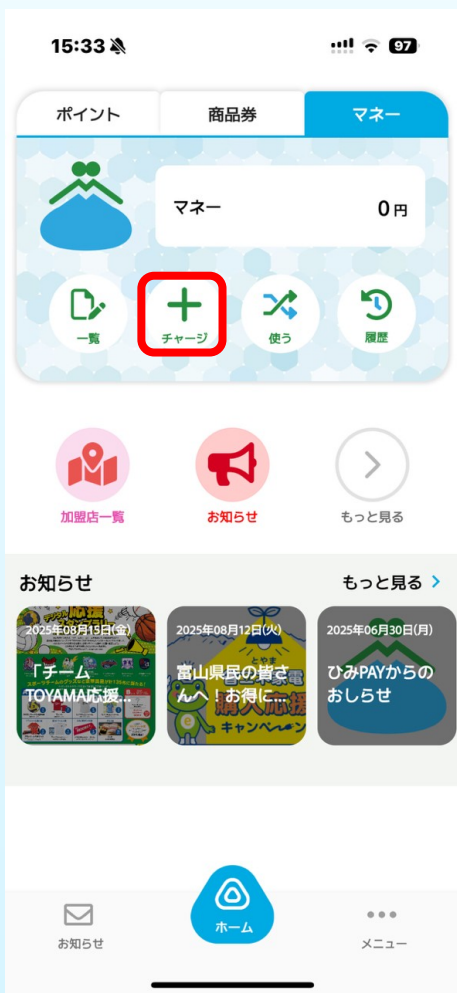 15:33
97
ポイント
商品券
マネー
マネー
0円
一覧
チャージ
使う
履歴
加盟店一覧
お知らせ
もっと見る
お知らせ
もっと見る
2025年08月15日(金)
「チーム
TOYAMA応援...
2025年08月12日(火)
富山県民の皆さ
んへ！お得に...
2025年06月30日(月)
ひみPAYからの
おしらせ
お知らせ
ホーム
メニュー